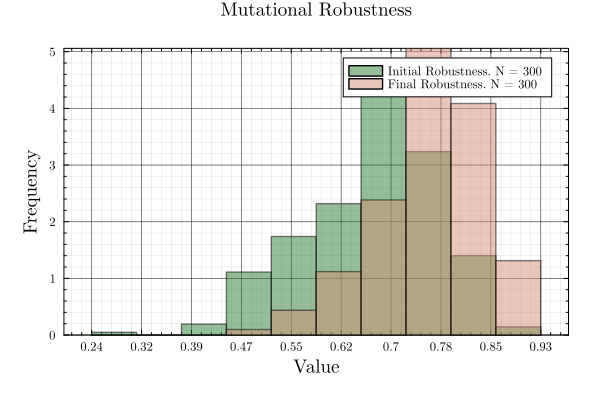 Mutational Robustness
5
4
3
2
1
0
Frequency
Initial Robustness. N = 300
Final Robustness. N = 300
0.24 0.32 0.39 0.47 0.55 0.62 0.7 0.78 0.85 0.93
Value